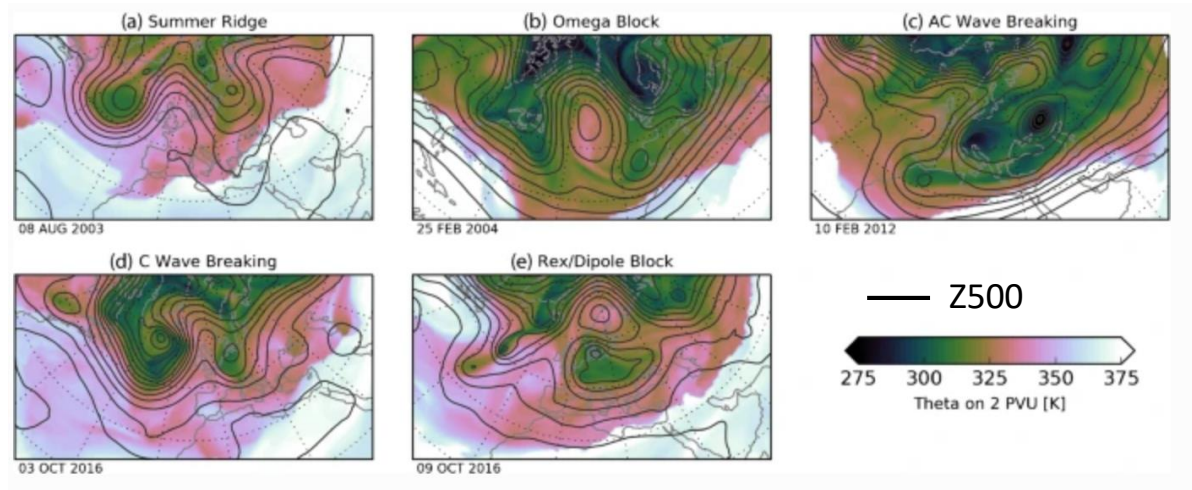 (a) Summer Ridge
(b) Omega Block
(c) AC Wave Breaking
08 AUG 2003
25 FEB 2004
10 FEB 2012
(d) C Wave Breaking
(e) Rex/Dipole Block
Z500
275 300 325 350 375
Theta on 2 PVU [K]
03 OCT 2016
09 OCT 2016